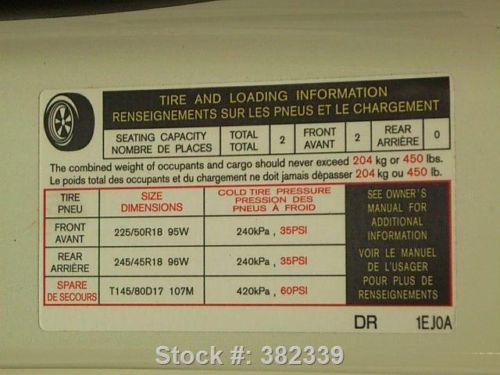 TIRE AND LOADING INFORMATION
RENSEIGNEMENTS SUR LES PNEUS ET LE CHARGEMENT
SEATING CAPACITY
NOMBRE DE PLACES
TOTAL
TOTAL
2
FRONT
AVANT
2
REAR
ARRIÈRE
0
The combined weight of occupants and cargo should never exceed 204 kg or 450 lbs.
Le poids total des occupants et du chargement ne doit jamais dépasser 204 kg ou 450 lb.
TIRE
PNEU
SIZE
DIMENSIONS
COLD TIRE PRESSURE
PRESSION DES
PNEUS À FROID
FRONT
AVANT
225/50R18 95W
240kPa , 35PSI
REAR
ARRIÈRE
245/45R18 96W
240kPa , 35PSI
SPARE
DE SECOURS
T145/80D17 107M
420kPa , 60PSI
SEE OWNER'S
MANUAL FOR
ADDITIONAL
INFORMATION
VOIR LE MANUEL
DE L'USAGER
POUR PLUS DE
RENSEIGNEMENTS
DR 1EJ0A
Stock #: 382339